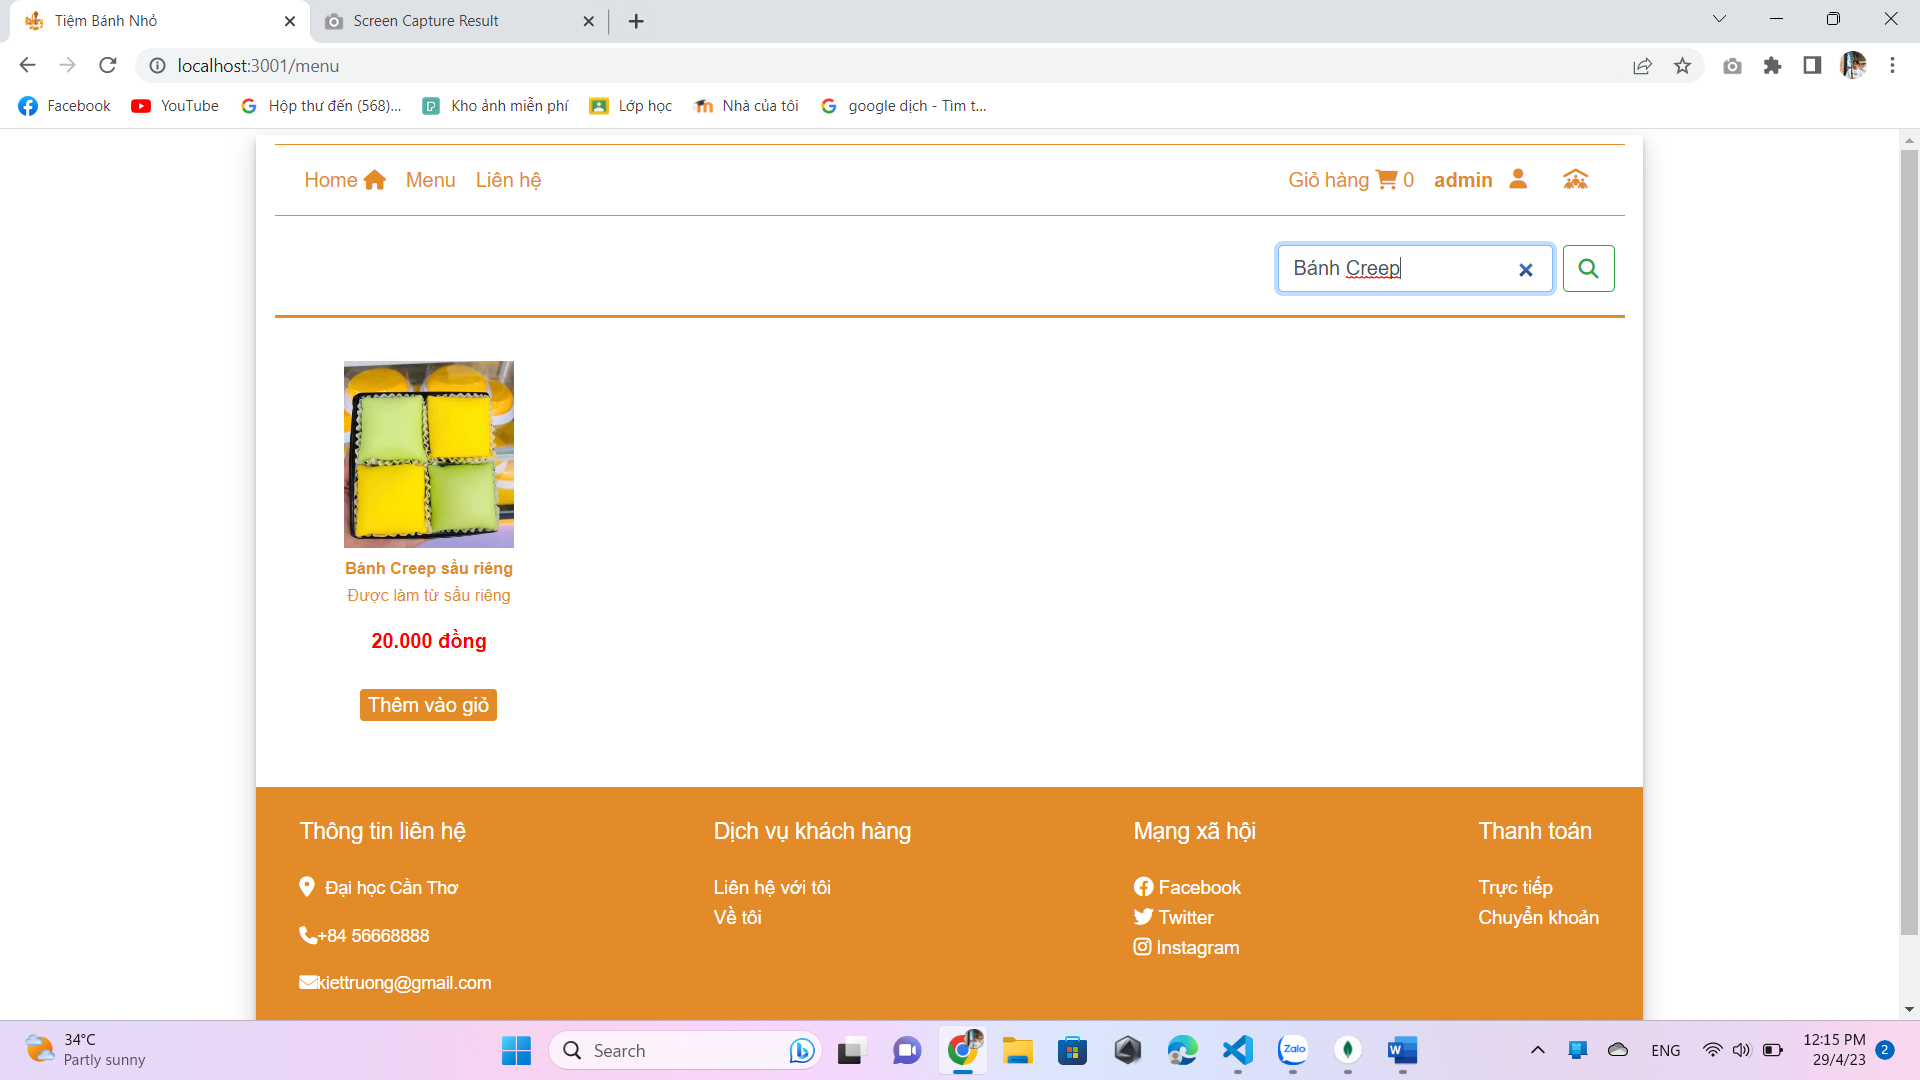 Tiệm Bánh Nhỏ
Screen Capture Result
localhost:3001/menu
Facebook
YouTube
Hộp thư đến (568)...
Kho ảnh miễn phí
Lớp học
Nhà của tôi
google dịch - Tìm t...
Home
Menu
Liên hệ
Giỏ hàng 0
admin
Bánh Creep
Bánh Creep sầu riêng
Được làm từ sầu riêng
20.000 đồng
Thêm vào giỏ
Thông tin liên hệ
Đại học Cần Thơ
+84 56668888
kiettruong@gmail.com
Dịch vụ khách hàng
Liên hệ với tôi
Về tôi
Mạng xã hội
Facebook
Twitter
Instagram
Thanh toán
Trực tiếp
Chuyển khoản
34°C
Partly sunny
Search
Zalo
ENG
12:15 PM
29/4/23
2